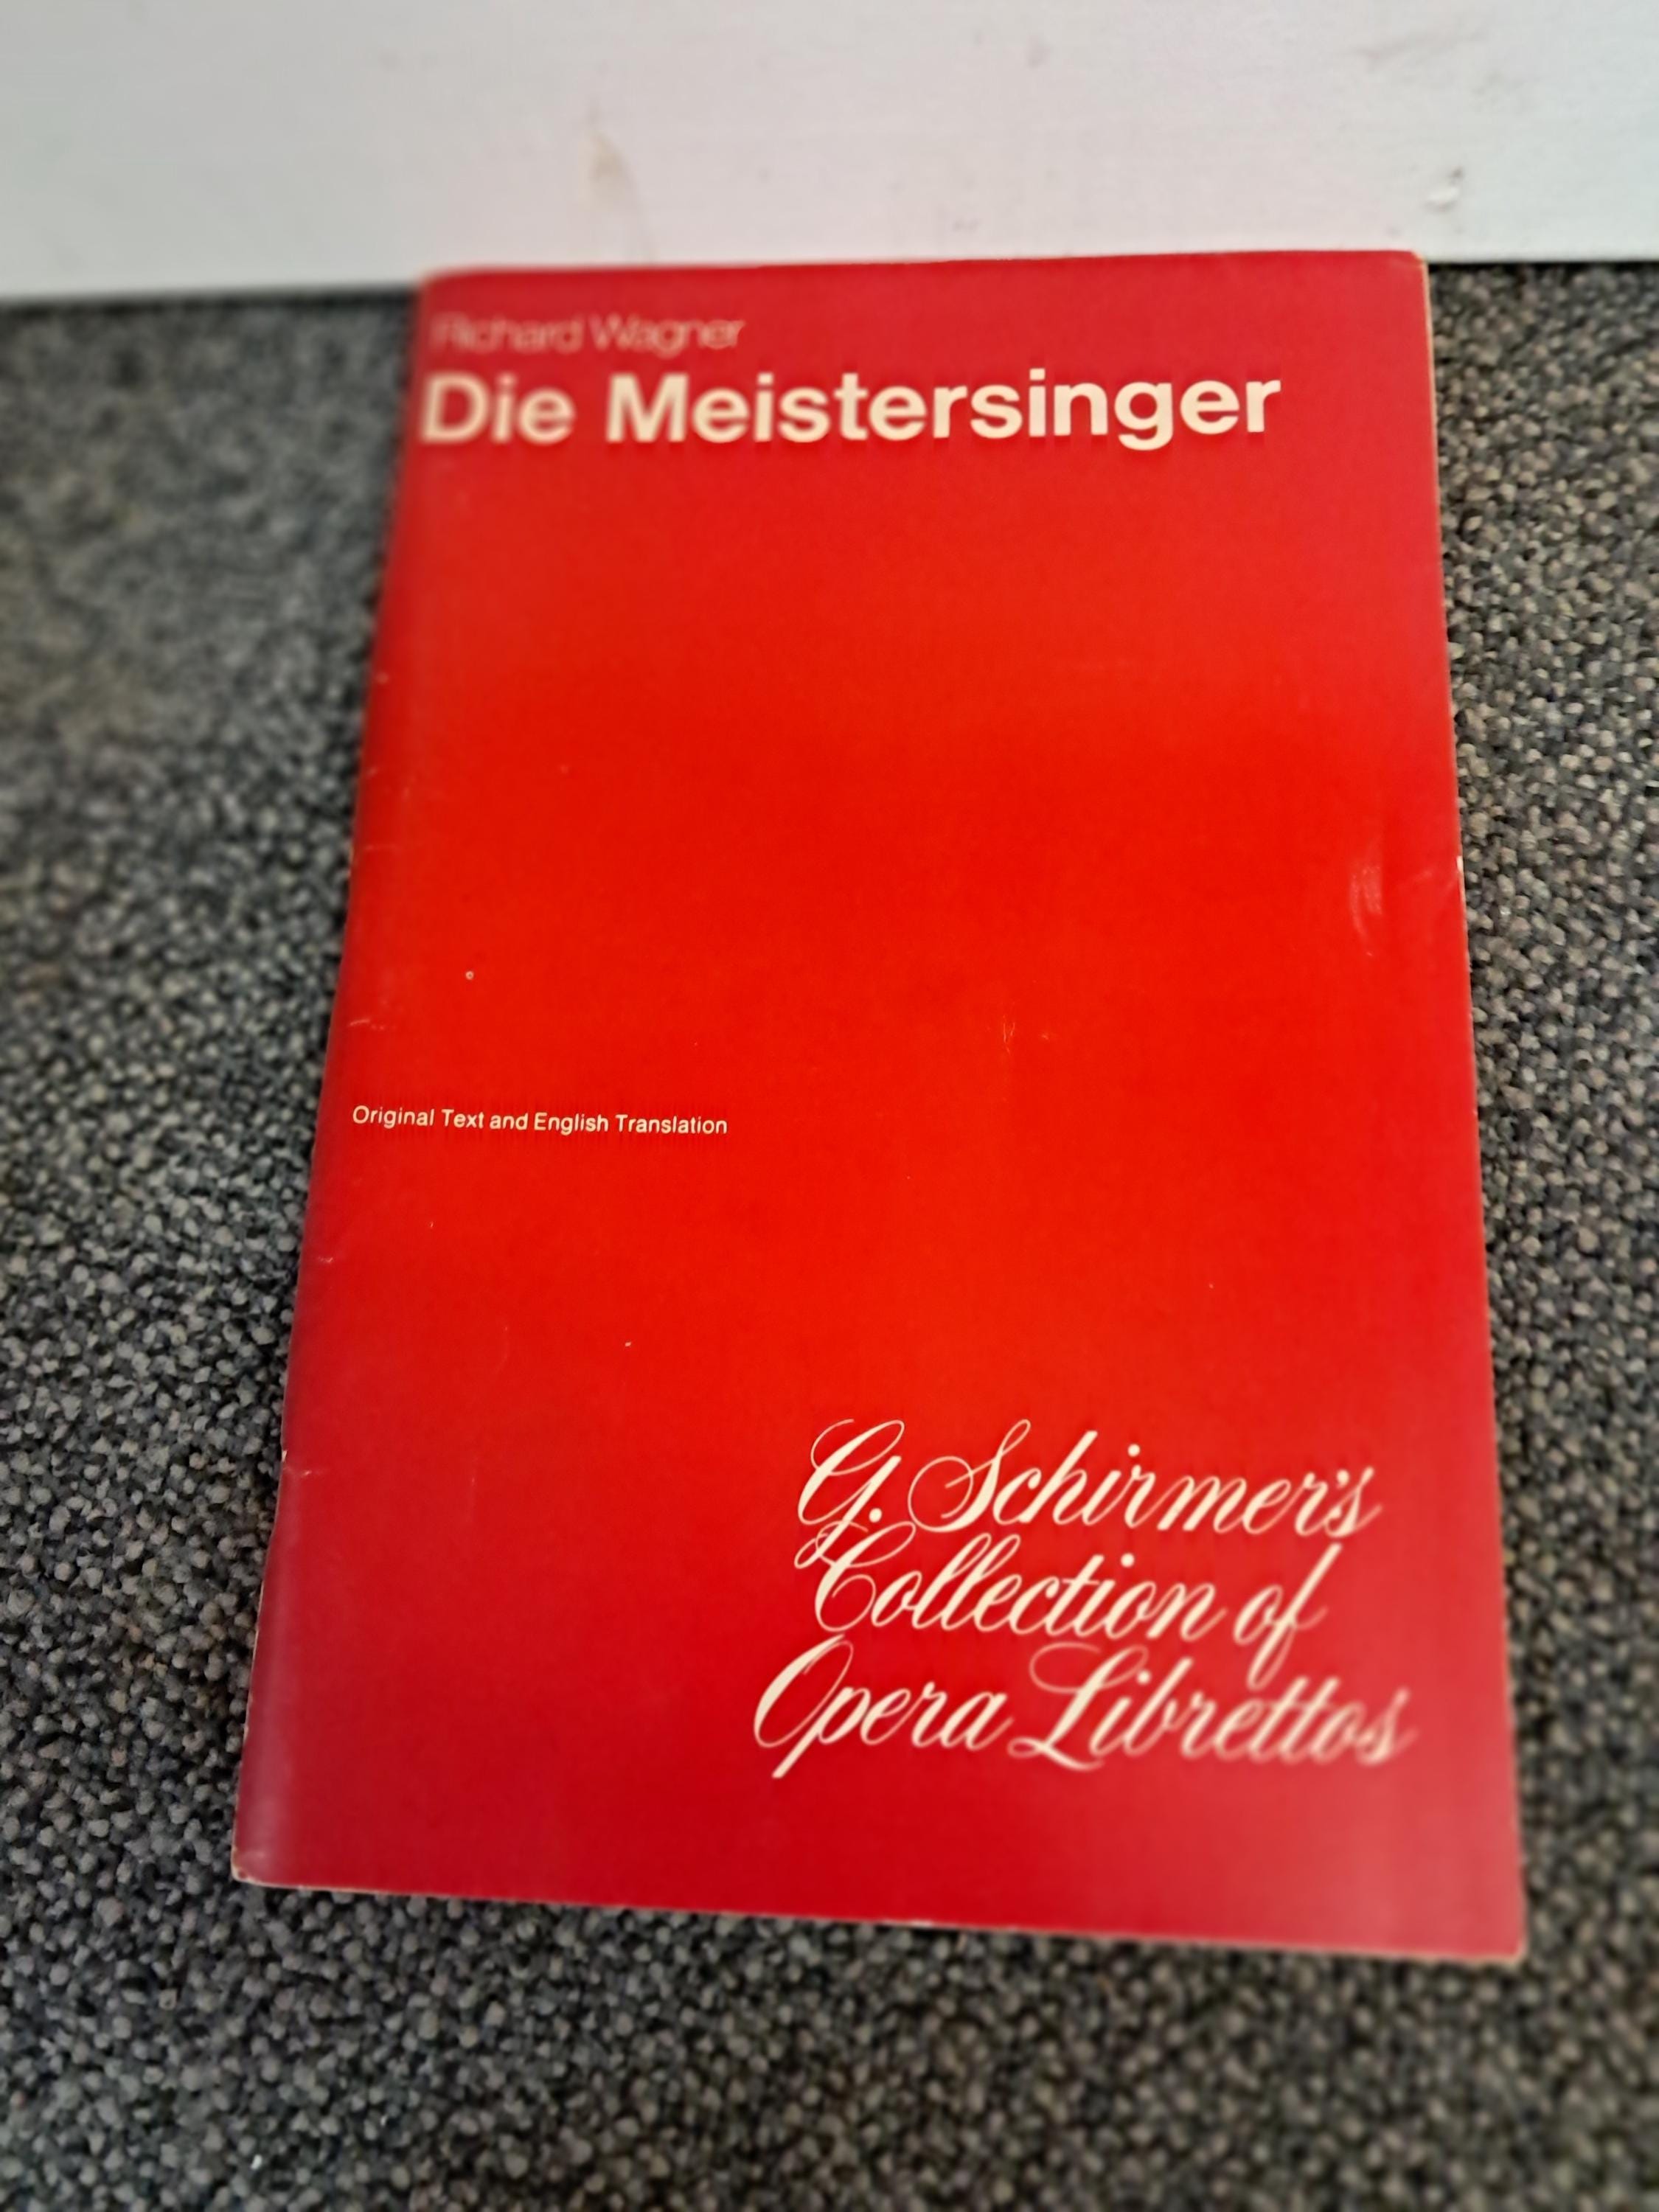 Richard Wagner
Die Meistersinger
Original Text and English Translation
G. Schirmer's
Collection of
Opera Librettos